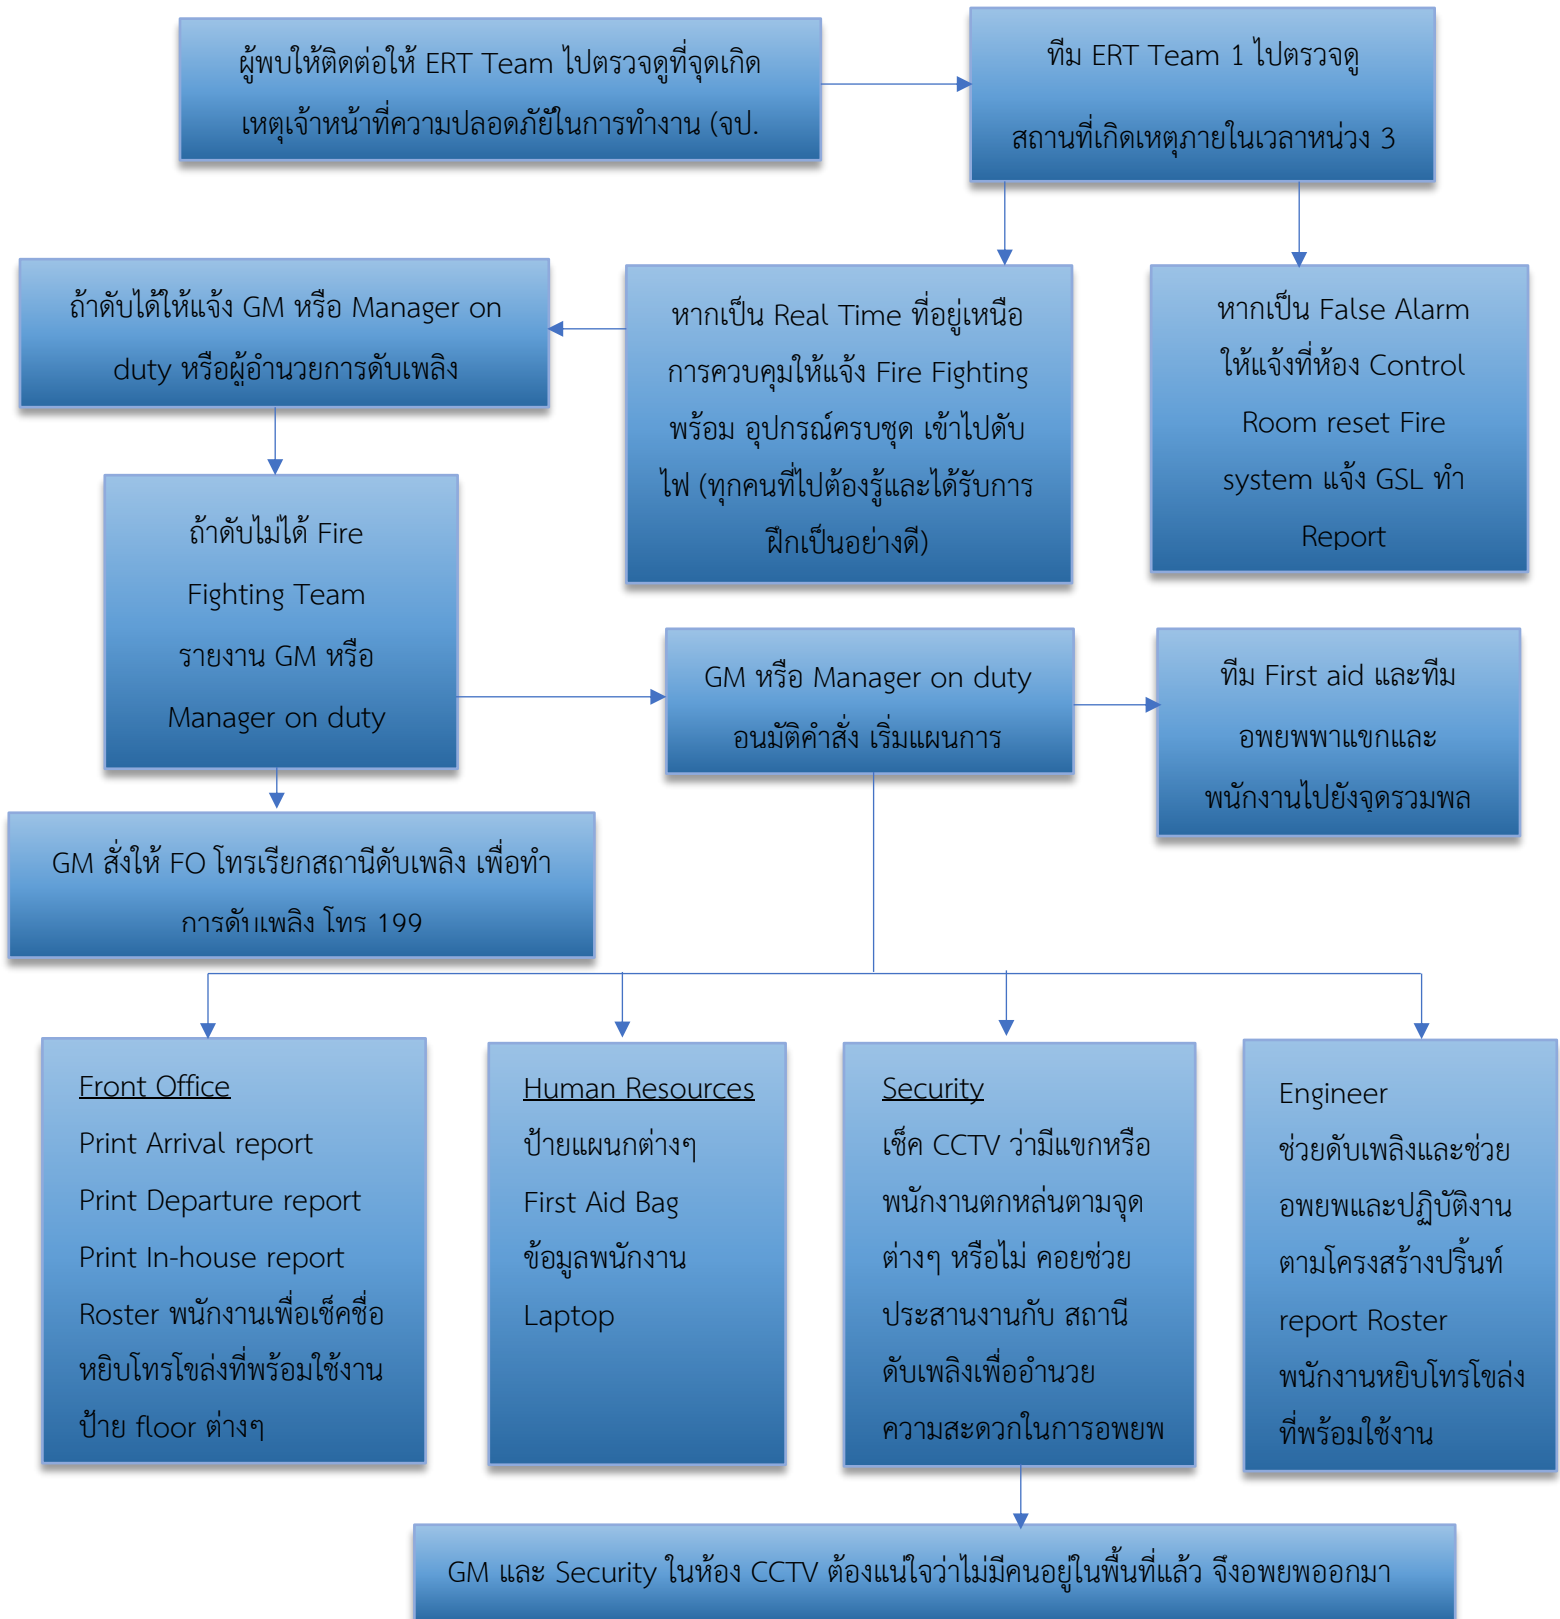 ผู้พบให้ติดต่อให้ ERT Team ไปตรวจดูที่จุดเกิด
เหตุเจ้าหน้าที่ความปลอดภัยในการทำงาน (จป.
ทีม ERT Team 1 ไปตรวจดู
สถานที่เกิดเหตุภายในเวลาหน่วง 3
ถ้าดับได้ให้แจ้ง GM หรือ Manager on
duty หรือผู้อำนวยการดับเพลิง
หากเป็น Real Time ที่อยู่เหนือ
การควบคุมให้แจ้ง Fire Fighting
พร้อม อุปกรณ์ครบชุด เข้าไปดับ
ไฟ (ทุกคนที่ไปต้องรู้และได้รับการ
ฝึกเป็นอย่างดี)
หากเป็น False Alarm
ให้แจ้งที่ห้อง Control
Room reset Fire
system แจ้ง GSL ทำ
Report
ถ้าดับไม่ได้ Fire
Fighting Team
รายงาน GM หรือ
Manager on duty
GM หรือ Manager on duty
อนุมัติคำสั่ง เริ่มแผนการ
ทีม First aid และทีม
อพยพพาแขกและ
พนักงานไปยังจุดรวมพล
GM สั่งให้ FO โทรเรียกสถานีดับเพลิง เพื่อทำ
การดับเพลิง โทร 199
Front Office
Print Arrival report
Print Departure report
Print In-house report
Roster พนักงานเพื่อเช็คชื่อ
หยิบโทรโข่งที่พร้อมใช้งาน
ป้าย floor ต่างๆ
Human Resources
ป้ายแผนกต่างๆ
First Aid Bag
ข้อมูลพนักงาน
Laptop
Security
เช็ค CCTV ว่ามีแขกหรือ
พนักงานตกหล่นตามจุด
ต่างๆ หรือไม่ คอยช่วย
ประสานงานกับ สถานี
ดับเพลิงเพื่ออำนวย
ความสะดวกในการอพยพ
Engineer
ช่วยดับเพลิงและช่วย
อพยพและปฏิบัติงาน
ตามโครงสร้างปริ้นท์
report Roster
พนักงานหยิบโทรโข่ง
ที่พร้อมใช้งาน
GM และ Security ในห้อง CCTV ต้องแน่ใจว่าไม่มีคนอยู่ในพื้นที่แล้ว จึงอพยพออกมา